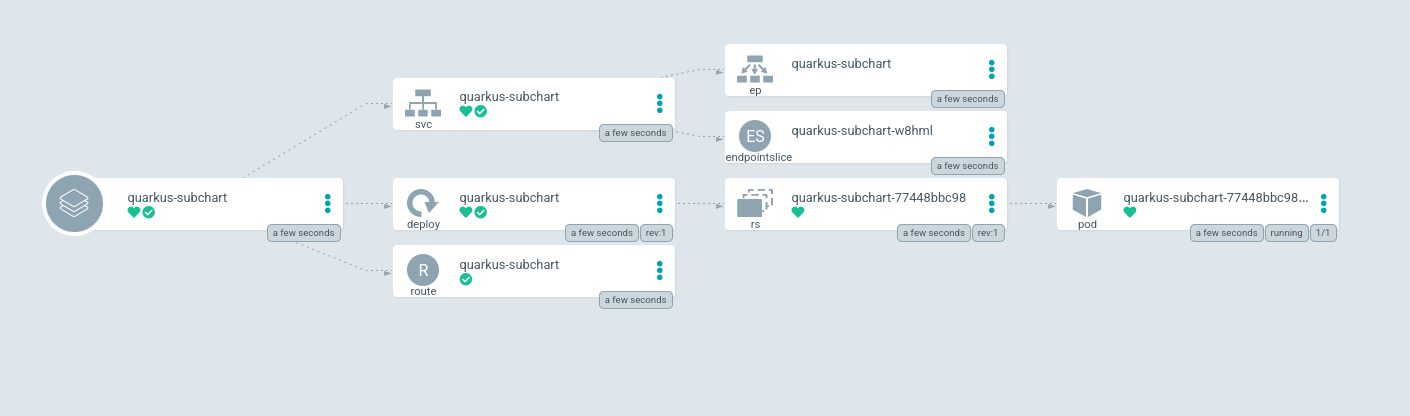 quarkus-subchart
a few seconds
quarkus-subchart
svc
a few seconds
quarkus-subchart
deploy
a few seconds rev:1
R
quarkus-subchart
route
a few seconds
quarkus-subchart
ep
a few seconds
ES
quarkus-subchart-w8hml
endpointslice
a few seconds
quarkus-subchart-77448bbc98
rs
a few seconds rev:1
quarkus-subchart-77448bbc98...
pod
a few seconds running 1/1